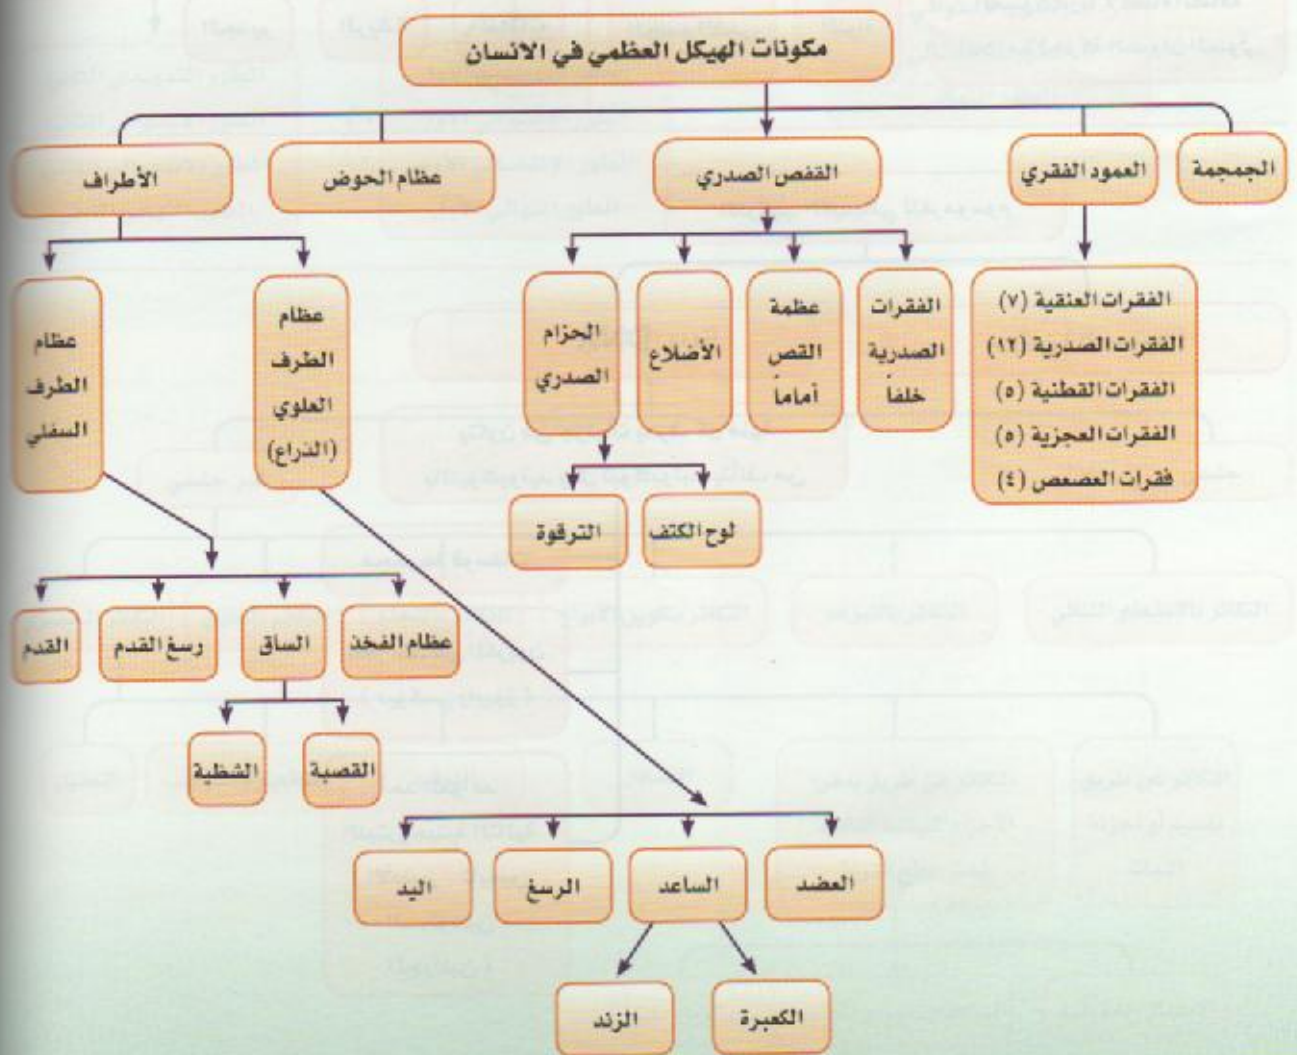 مكونات الهيكل العظمي في الانسان
الجمجمة
العمود الفقري
القفص الصدري
عظام الحوض
الأطراف
الفقرات العنقية (٧)
الفقرات الصدرية (١٢)
الفقرات القطنية (٥)
الفقرات العجزية (٥)
فقرات العصعص (٤)
الفقرات
الصدرية
خلفاً
عظمة
القص
أماماً
الأضلاع
الحزام
الصدري
لوح الكتف
الترقوة
عظام
الطرف
العلوي
(الذراع)
عظام
الطرف
السفلي
عظام الفخذ
الساق
رسغ القدم
القدم
القصبة
الشظية
العضد
الساعد
الرسغ
اليد
الكعبرة
الزند